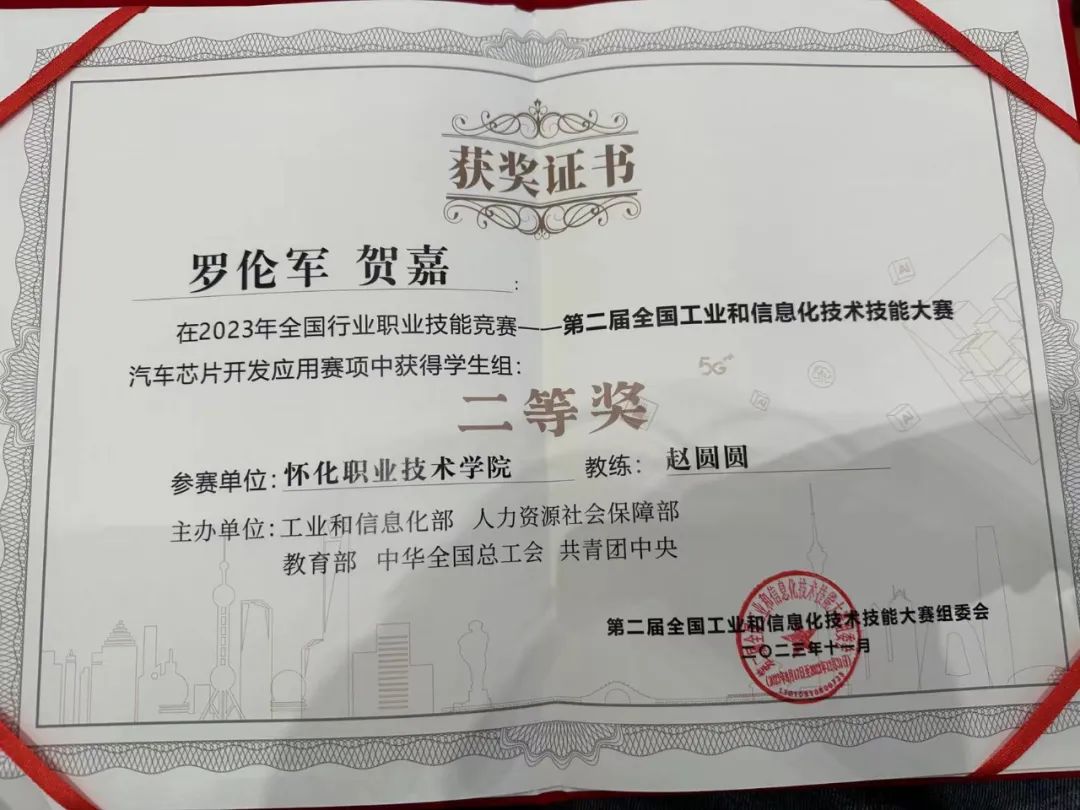 获奖证书
罗伦军 贺嘉 :
在2023年全国行业职业技能竞赛——第二届全国工业和信息化技术技能大赛
汽车芯片开发应用赛项中获得学生组:
AI
5G
AI
AI
二等奖
参赛单位:怀化职业技术学院 教练: 赵圆圆
主办单位:工业和信息化部 人力资源社会保障部
教育部 中华全国总工会 共青团中央
第二届全国工业和信息化技术技能大赛组委会
二〇二三年十一月